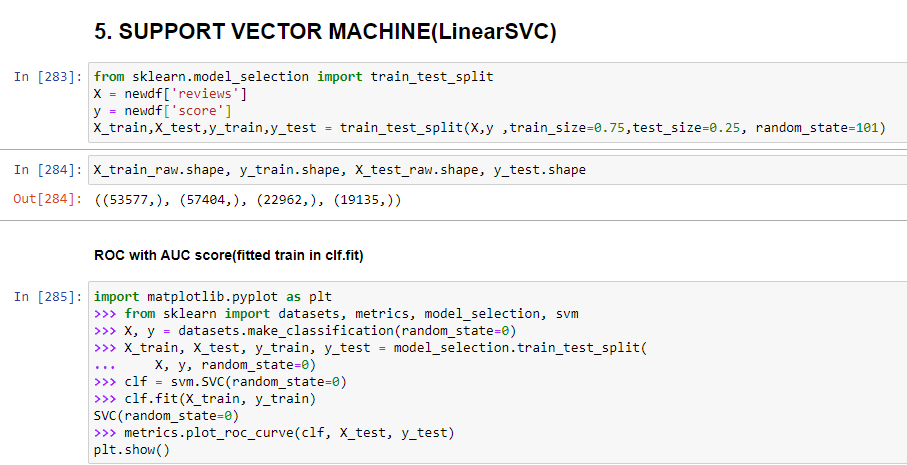 5. SUPPORT VECTOR MACHINE(LinearSVC)
In [283]: from sklearn.model_selection import train_test_split
X = newdf['reviews']
y = newdf['score']
X_train,X_test,y_train,y_test = train_test_split(X,y ,train_size=0.75,test_size=0.25, random_state=101)
In [284]: X_train_raw.shape, y_train.shape, X_test_raw.shape, y_test.shape
Out[284]: ((53577,), (57404,), (22962,), (19135,))
ROC with AUC score(fitted train in clf.fit)
In [285]: import matplotlib.pyplot as plt
>>> from sklearn import datasets, metrics, model_selection, svm
>>> X, y = datasets.make_classification(random_state=0)
>>> X_train, X_test, y_train, y_test = model_selection.train_test_split(
...     X, y, random_state=0)
>>> clf = svm.SVC(random_state=0)
>>> clf.fit(X_train, y_train)
SVC(random_state=0)
>>> metrics.plot_roc_curve(clf, X_test, y_test)
plt.show()